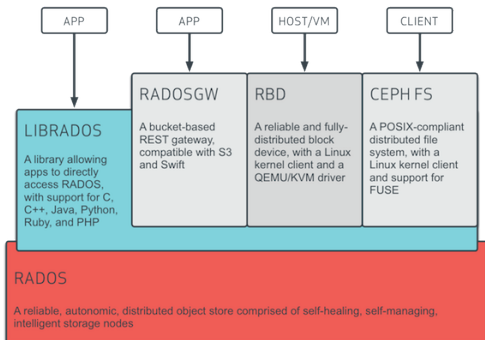 APP
APP
HOST/VM
CLIENT
LIBRADOS
A library allowing
apps to directly
access RADOS,
with support for C,
C++, Java, Python,
Ruby, and PHP
RADOSGW
A bucket-based
REST gateway,
compatible with S3
and Swift
RBD
A reliable and fully-
distributed block
device, with a Linux
kernel client and a
QEMU/KVM driver
CEPH FS
A POSIX-compliant
distributed file
system, with a
Linux kernel client
and support for
FUSE
RADOS
A reliable, autonomic, distributed object store comprised of self-healing, self-managing,
intelligent storage nodes